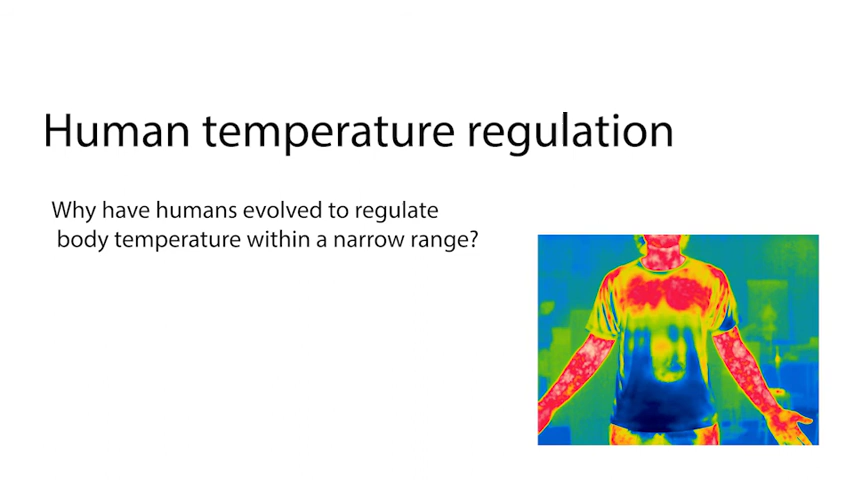 Human temperature regulation
Why have humans evolved to regulate
body temperature within a narrow range?